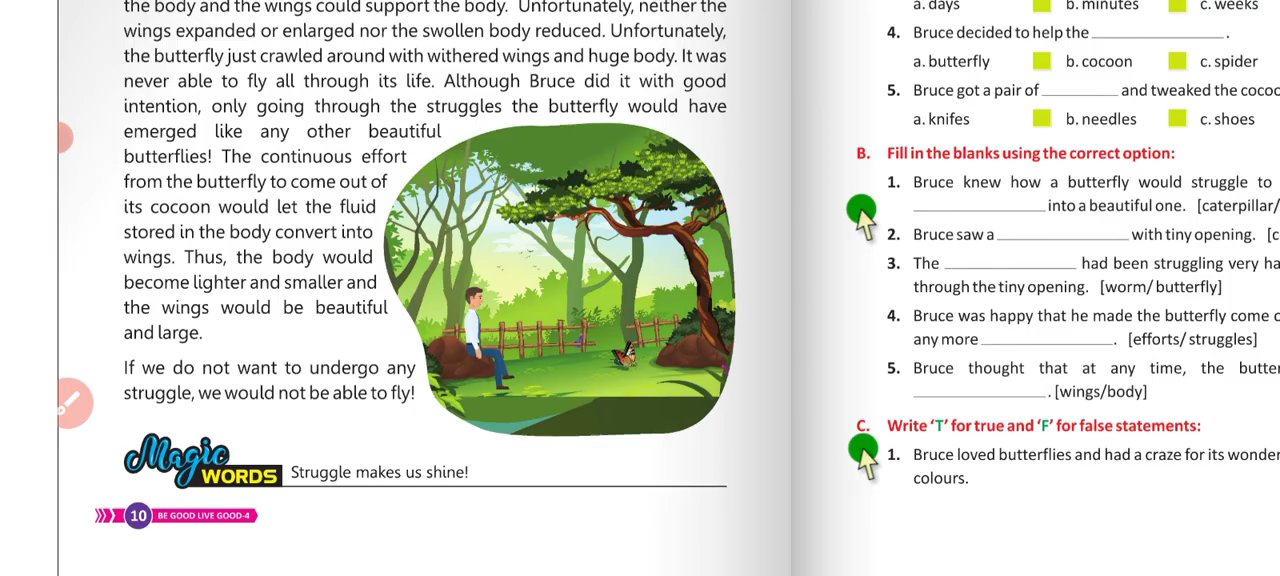 the body and the wings could support the body. Unfortunately, neither the
wings expanded or enlarged nor the swollen body reduced. Unfortunately,
the butterfly just crawled around with withered wings and huge body. It was
never able to fly all through its life. Although Bruce did it with good
intention, only going through the struggles the butterfly would have
emerged like any other beautiful
butterflies! The continuous effort
from the butterfly to come out of
its cocoon would let the fluid
stored in the body convert into
wings. Thus, the body would
become lighter and smaller and
the wings would be beautiful
and large.
If we do not want to undergo any
struggle, we would not be able to fly!
Magic
WORDS Struggle makes us shine!
10 BE GOOD LIVE GOOD-4
a. days b. minutes c. weeks
4. Bruce decided to help the ____________.
a. butterfly b. cocoon c. spider
5. Bruce got a pair of ________ and tweaked the cocoo
a. knifes b. needles c. shoes
B. Fill in the blanks using the correct option:
1. Bruce knew how a butterfly would struggle to
____________ into a beautiful one. [caterpillar/
2. Bruce saw a ____________ with tiny opening. [c
3. The ____________ had been struggling very ha
through the tiny opening. [worm/ butterfly]
4. Bruce was happy that he made the butterfly come o
any more ____________. [efforts/ struggles]
5. Bruce thought that at any time, the butter
____________. [wings/body]
C. Write ‘T’ for true and ‘F’ for false statements:
1. Bruce loved butterflies and had a craze for its wonder
colours.